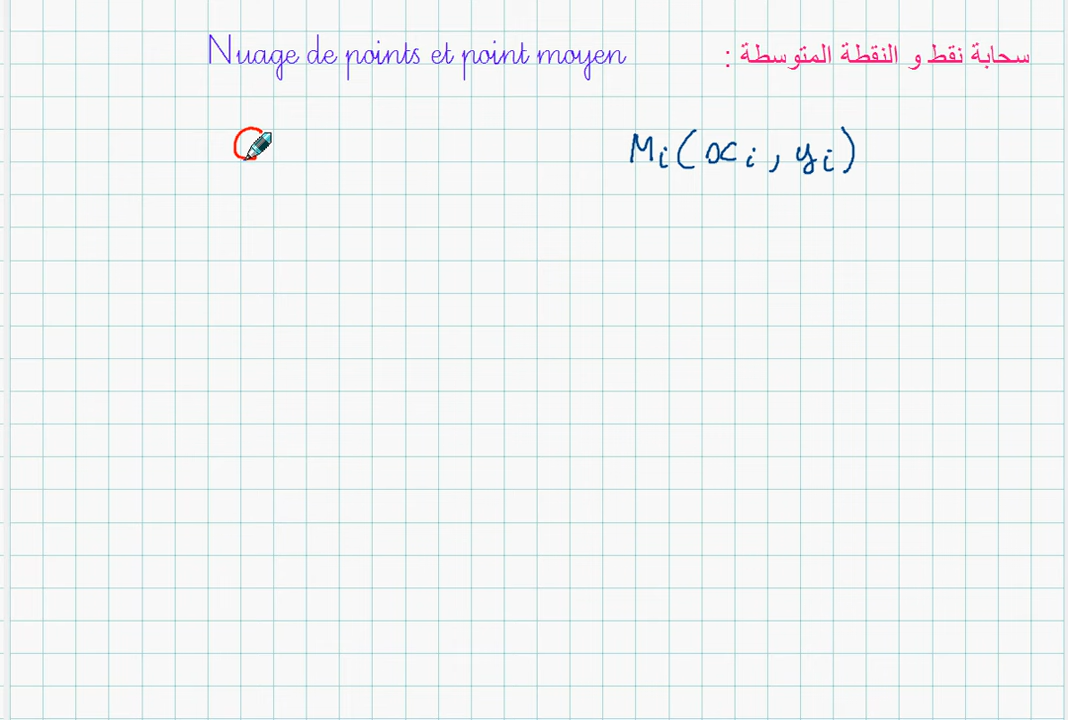 Nuage de points et point moyen
سحابة نقط و النقطة المتوسطة :
Mi(xi, yi)